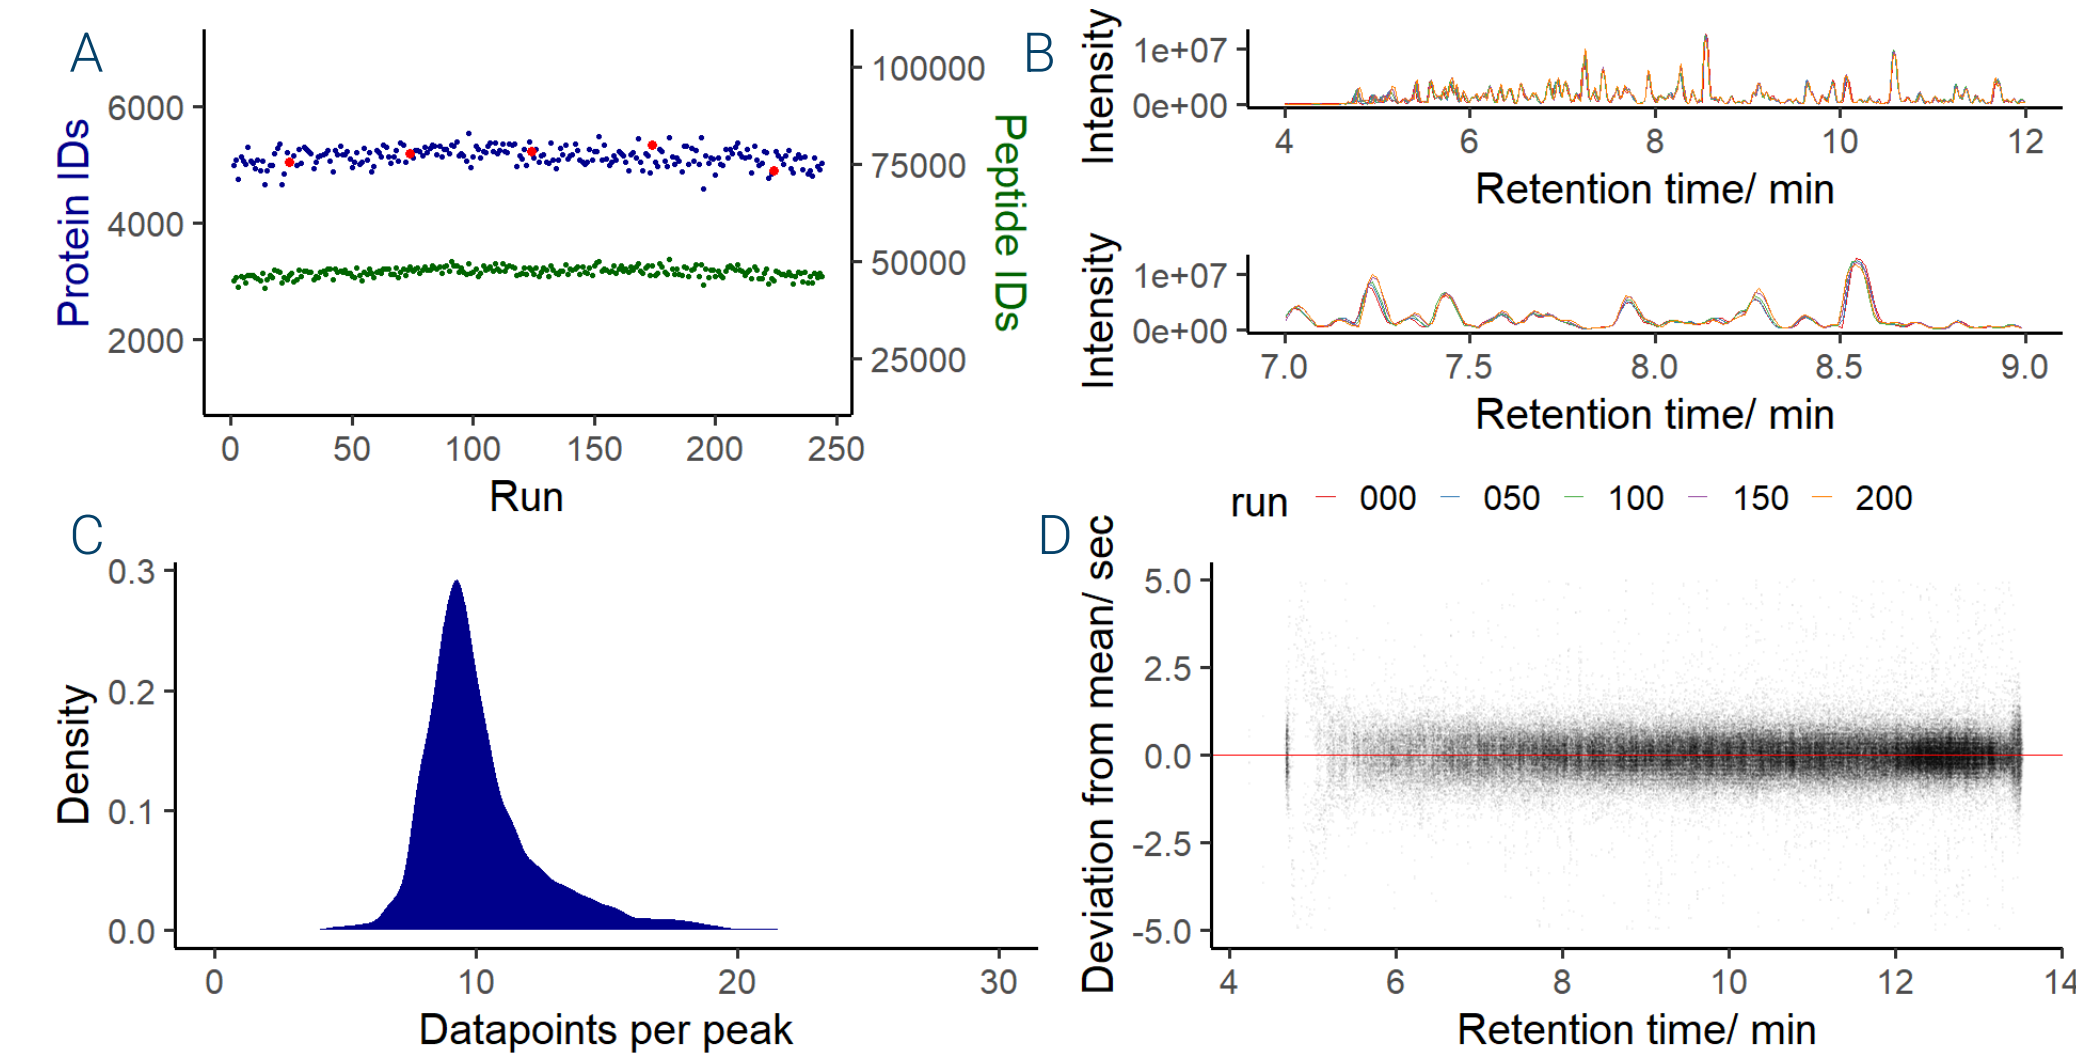 A
Protein IDs
6000
4000
2000
100000
75000
50000
25000
Peptide IDs
0 50 100 150 200 250
Run
B
Intensity
1e+07
0e+00
4 6 8 10 12
Retention time/ min
Intensity
1e+07
0e+00
7.0 7.5 8.0 8.5 9.0
Retention time/ min
run 000 050 100 150 200
C
Density
0.3
0.2
0.1
0.0
0 10 20 30
Datapoints per peak
D
Deviation from mean/ sec
5.0
2.5
0.0
-2.5
-5.0
4 6 8 10 12 14
Retention time/ min